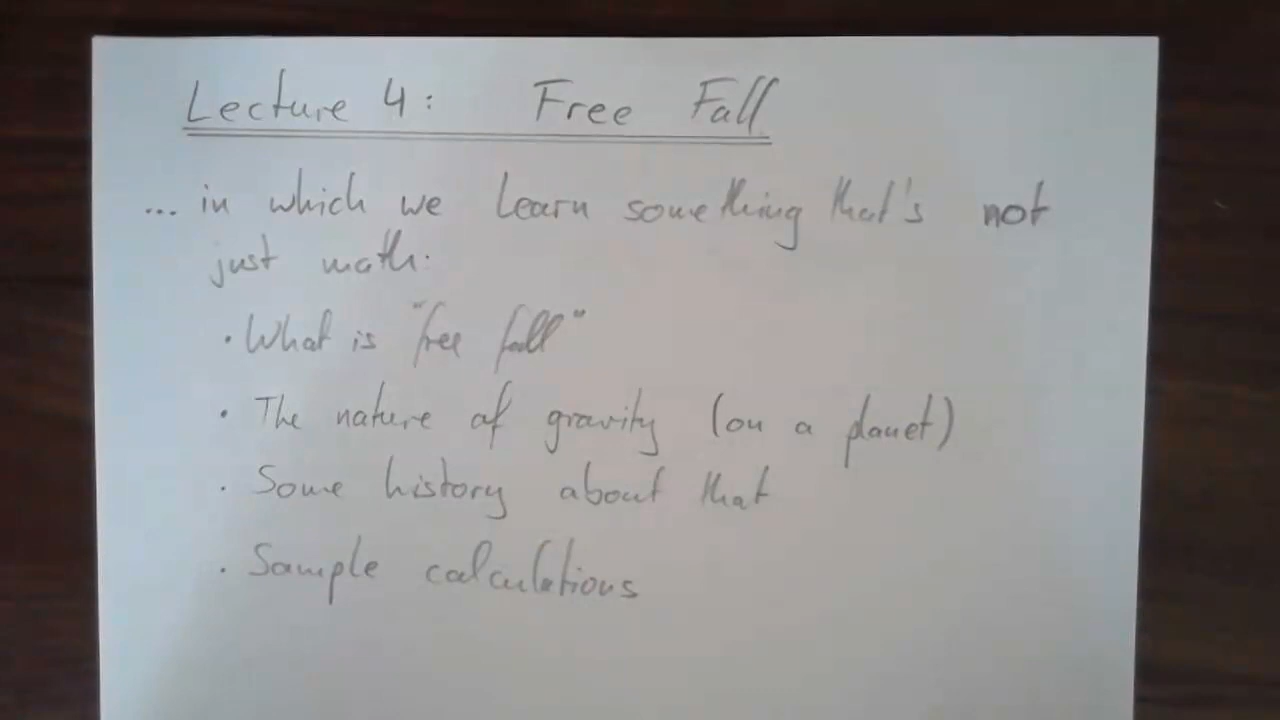 Lecture 4: Free Fall
... in which we learn something that's not
just math:
· What is "free fall"
· The nature of gravity (on a planet)
· Some history about that
· Sample calculations